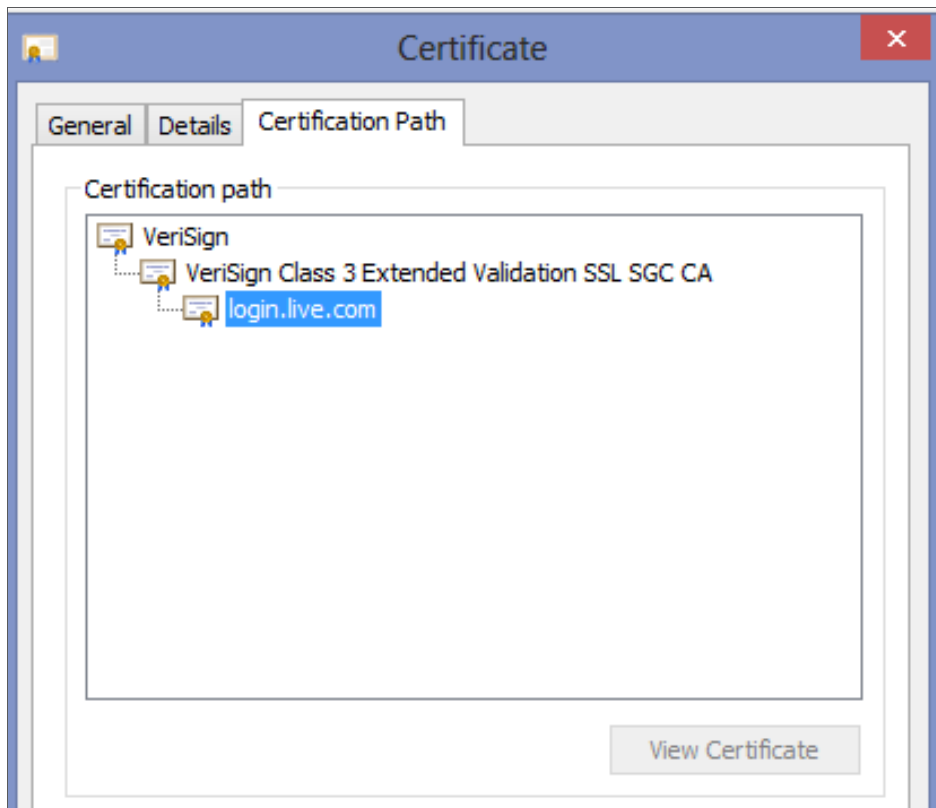 Certificate
General Details Certification Path
Certification path
VeriSign
VeriSign Class 3 Extended Validation SSL SGC CA
login.live.com
View Certificate